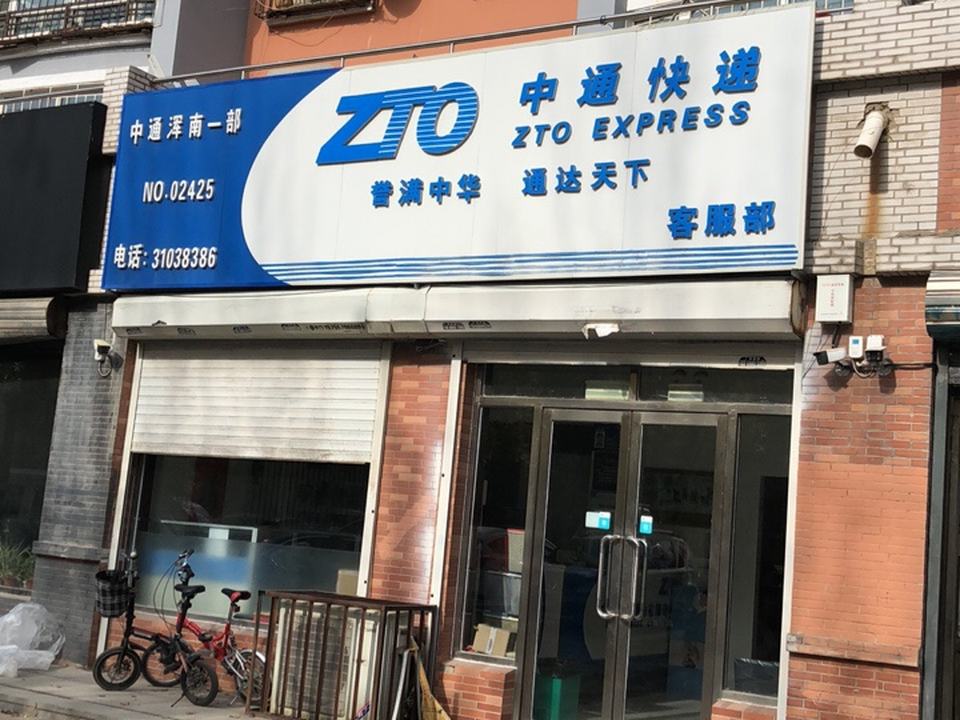 中通浑南一部
NO.02425
电话: 31038386
ZTO
中通快递
ZTO EXPRESS
誉满中华 通达天下
客服部